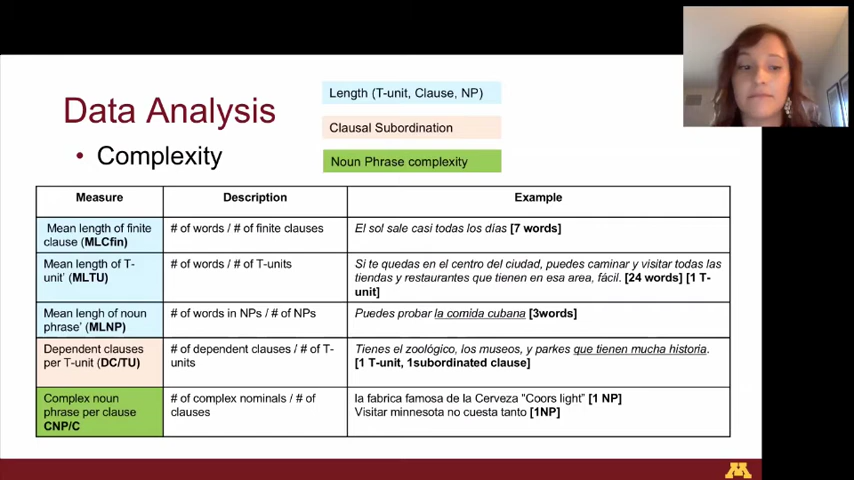 Data Analysis
• Complexity
Length (T-unit, Clause, NP)
Clausal Subordination
Noun Phrase complexity
Measure
Description
Example
Mean length of finite
clause (MLCfin)
# of words / # of finite clauses
El sol sale casi todas los días [7 words]
Mean length of T-
unit' (MLTU)
# of words / # of T-units
Si te quedas en el centro del ciudad, puedes caminar y visitar todas las
tiendas y restaurantes que tienen en esa area, fácil. [24 words] [1 T-
unit]
Mean lengh of noun
phrase' (MLNP)
# of words in NPs / # of NPs
Puedes probar la comida cubana [3words]
Dependent clauses
per T-unit (DC/TU)
# of dependent clauses / # of T-
units
Tienes el zoológico, los museos, y parkes que tienen mucha historia.
[1 T-unit, 1subordinated clause]
Complex noun
phrase per clause
CNP/C
# of complex nominals / # of
clauses
la fabrica famosa de la Cerveza "Coors light" [1 NP]
Visitar minnesota no cuesta tanto [1NP]
M